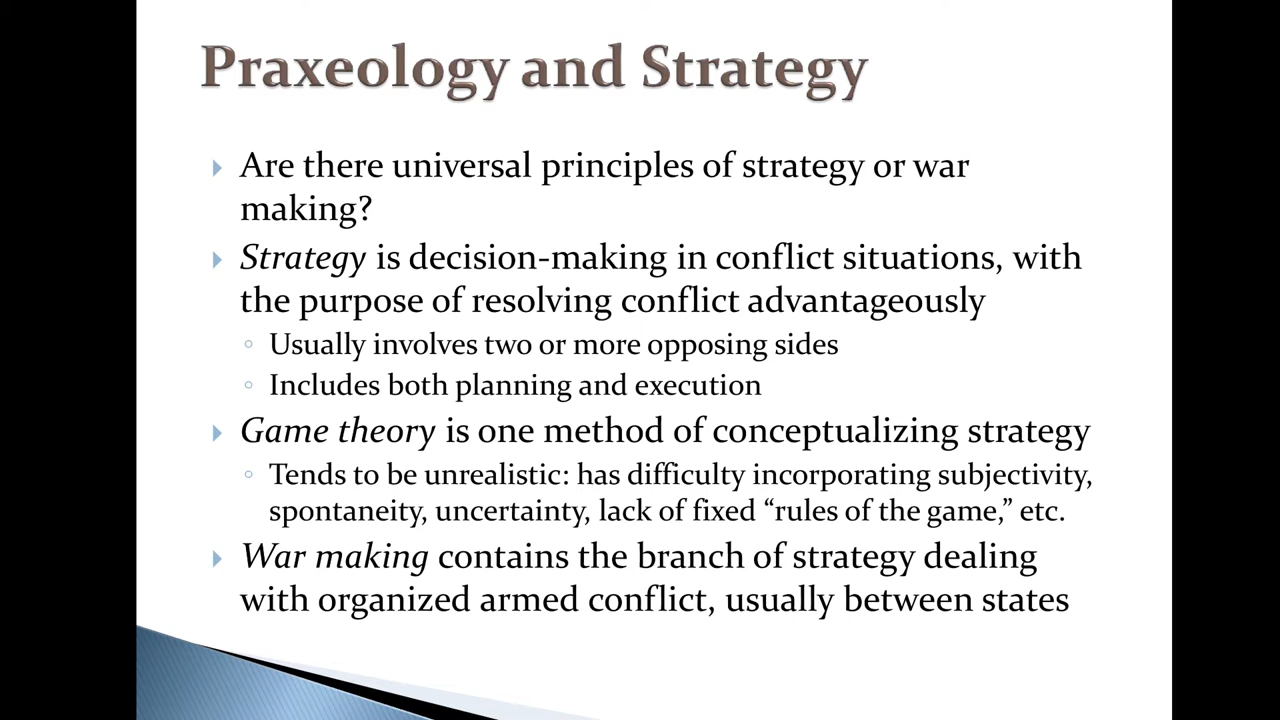 Praxeology and Strategy
Are there universal principles of strategy or war
making?
Strategy is decision-making in conflict situations, with
the purpose of resolving conflict advantageously
Usually involves two or more opposing sides
Includes both planning and execution
Game theory is one method of conceptualizing strategy
Tends to be unrealistic: has difficulty incorporating subjectivity,
spontaneity, uncertainty, lack of fixed “rules of the game,” etc.
War making contains the branch of strategy dealing
with organized armed conflict, usually between states